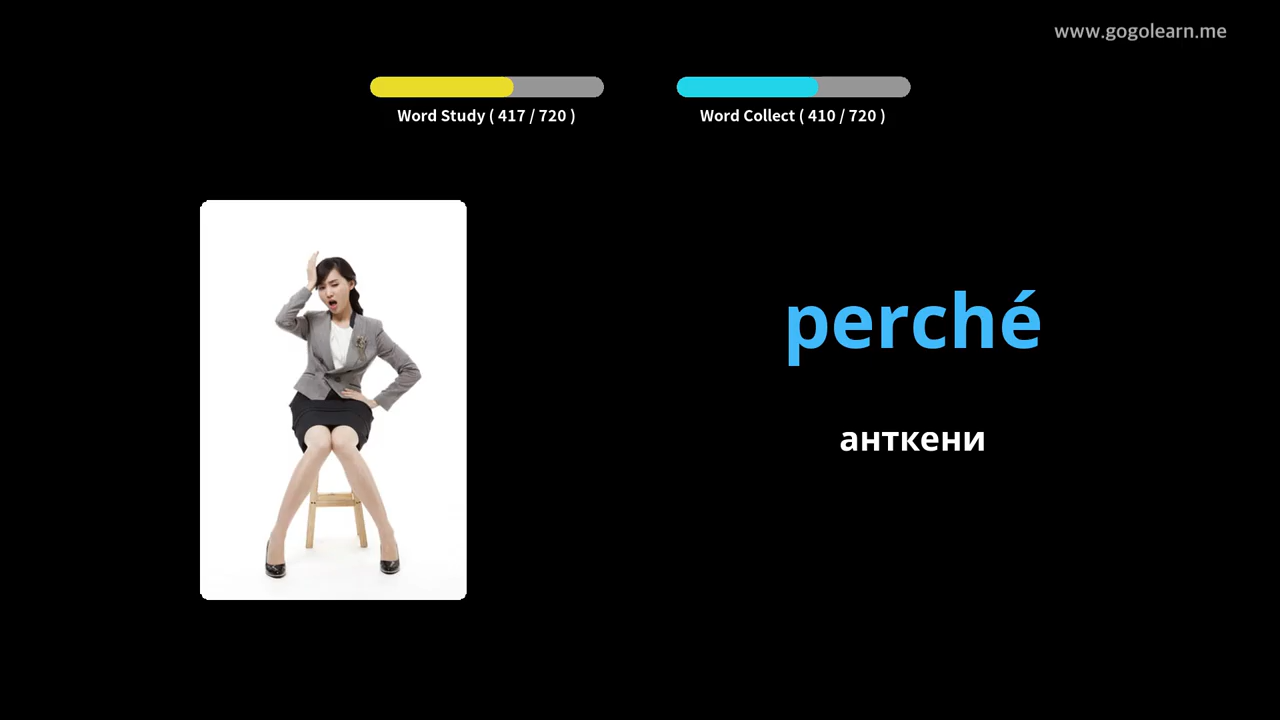 www.gogolearn.me
Word Study ( 417 / 720 )
Word Collect ( 410 / 720 )
perché
анткени